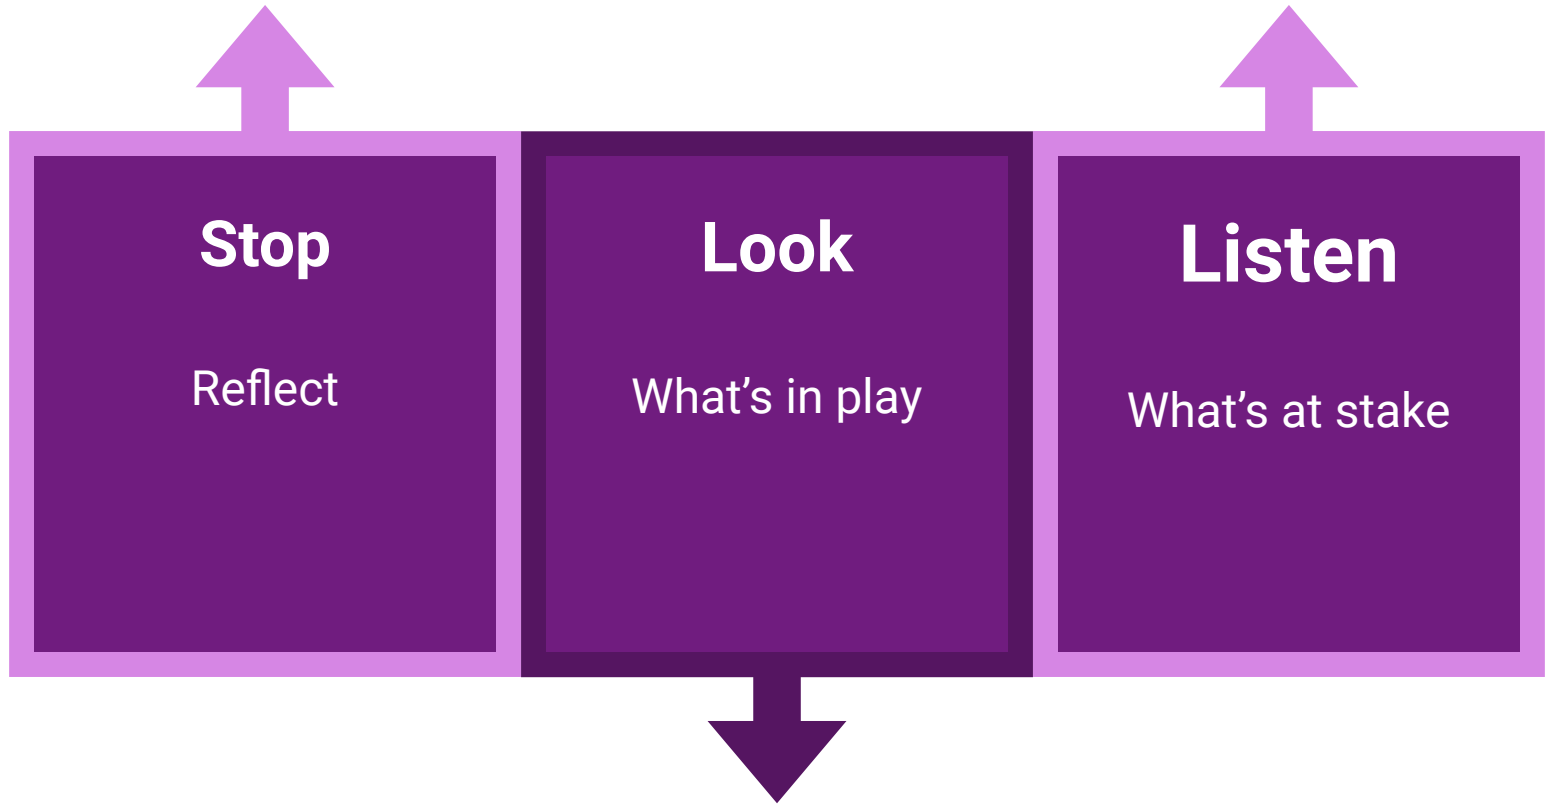 Stop
Reflect
Look
What’s in play
Listen
What’s at stake